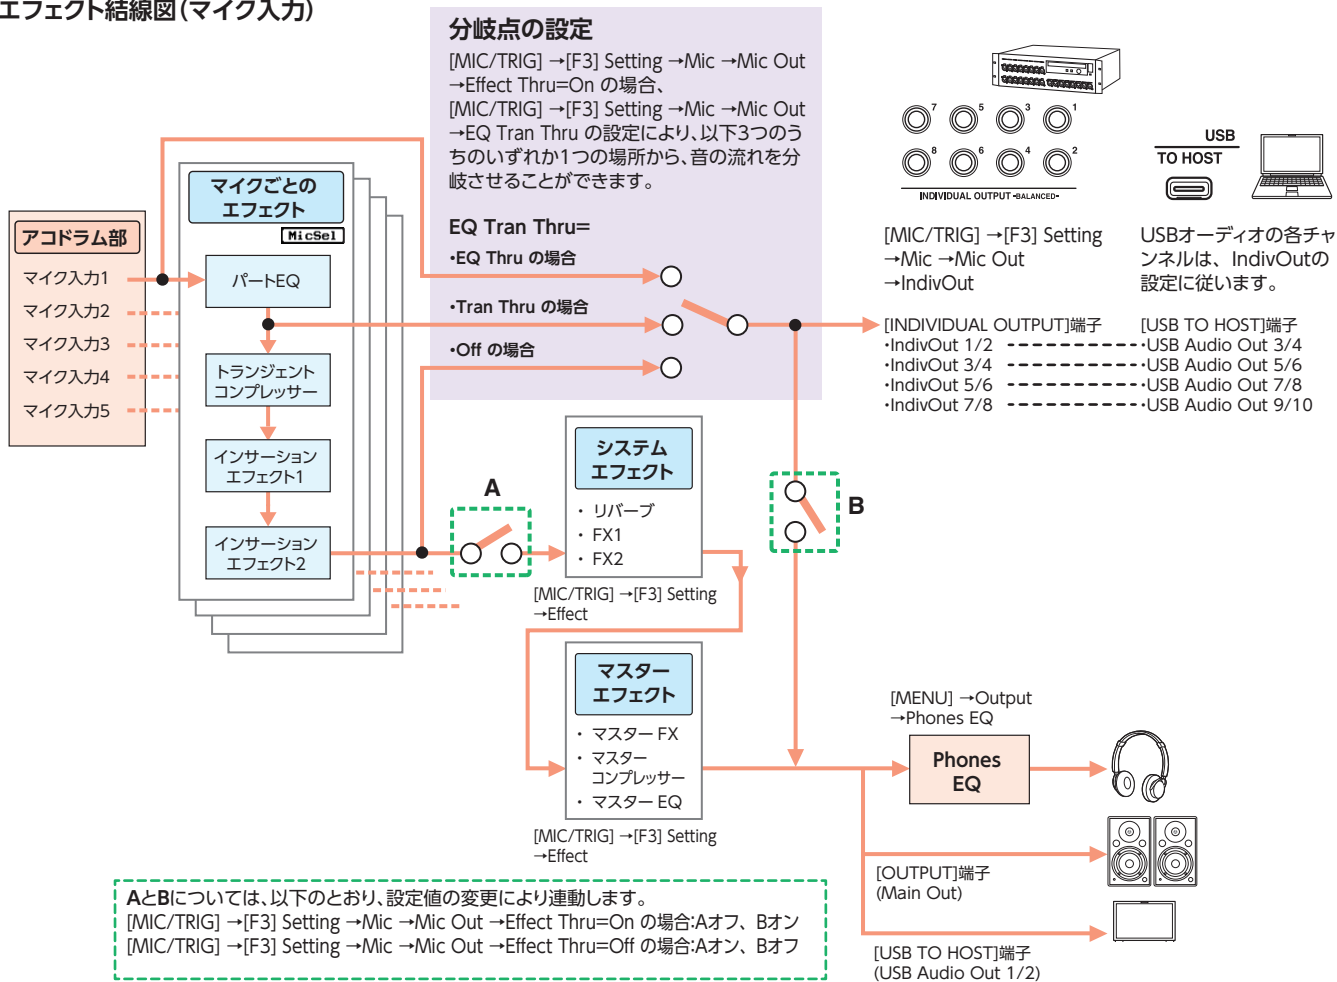 エフェクト結線図（マイク入力）
分岐点の設定
[MIC/TRIG] →[F3] Setting →Mic →Mic Out
→Effect Thru=On の場合、
[MIC/TRIG] →[F3] Setting →Mic →Mic Out
→EQ Tran Thru の設定により、以下3つのう
ちのいずれか1つの場所から、音の流れを分
岐させることができます。
EQ Tran Thru=
・EQ Thru の場合
・Tran Thru の場合
・Off の場合
アコドラム部
マイク入力1
マイク入力2
マイク入力3
マイク入力4
マイク入力5
マイクごとの
エフェクト
MicSel
パートEQ
トランジェント
コンプレッサー
インサーション
エフェクト1
インサーション
エフェクト2
7 5 3 1
8 6 4 2
INDIVIDUAL OUTPUT -BALANCED-
USB
TO HOST
[MIC/TRIG] →[F3] Setting
→Mic →Mic Out
→IndivOut
USBオーディオの各チャ
ンネルは、IndivOutの
設定に従います。
[INDIVIDUAL OUTPUT]端子
・IndivOut 1/2
・IndivOut 3/4
・IndivOut 5/6
・IndivOut 7/8
[USB TO HOST]端子
・USB Audio Out 3/4
・USB Audio Out 5/6
・USB Audio Out 7/8
・USB Audio Out 9/10
A
システム
エフェクト
・ リバーブ
・ FX1
・ FX2
[MIC/TRIG] →[F3] Setting
→Effect
B
マスター
エフェクト
・ マスター FX
・ マスター
コンプレッサー
・ マスター EQ
[MIC/TRIG] →[F3] Setting
→Effect
[MENU] →Output
→Phones EQ
Phones
EQ
[OUTPUT]端子
(Main Out)
[USB TO HOST]端子
(USB Audio Out 1/2)
AとBについては、以下のとおり、設定値の変更により連動します。
[MIC/TRIG] →[F3] Setting →Mic →Mic Out →Effect Thru=On の場合:Aオフ、Bオン
[MIC/TRIG] →[F3] Setting →Mic →Mic Out →Effect Thru=Off の場合:Aオン、Bオフ